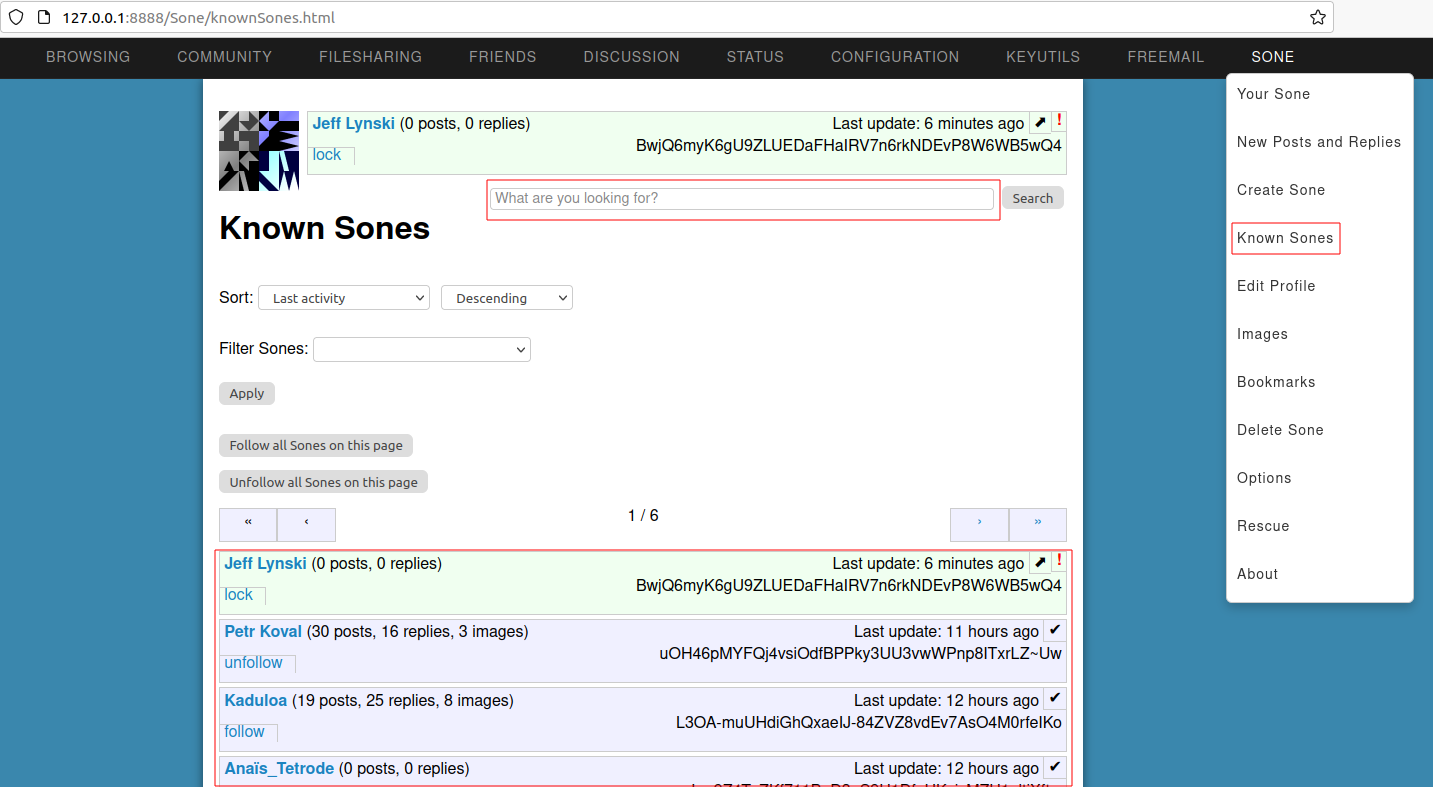 127.0.0.1:8888/Sone/knownSones.html
BROWSING COMMUNITY FILESHARING FRIENDS DISCUSSION STATUS CONFIGURATION KEYUTILS FREEMAIL SONE
Your Sone
New Posts and Replies
Create Sone
Known Sones
Edit Profile
Images
Bookmarks
Delete Sone
Options
Rescue
About
Jeff Lynski (0 posts, 0 replies) Last update: 6 minutes ago ⬈ !
BwjQ6myK6gU9ZLUEDaFHaIRV7n6rkNDEvP8W6WB5wQ4
lock
What are you looking for? Search
Known Sones
Sort: Last activity Descending
Filter Sones:
Apply
Follow all Sones on this page
Unfollow all Sones on this page
« ‹ 1 / 6 › »
Jeff Lynski (0 posts, 0 replies) Last update: 6 minutes ago ⬈ !
BwjQ6myK6gU9ZLUEDaFHaIRV7n6rkNDEvP8W6WB5wQ4
lock
Petr Koval (30 posts, 16 replies, 3 images) Last update: 11 hours ago ✔
uOH46pMYFQj4vsiOdfBPPky3UU3vwWPnp8ITxrLZ~Uw
unfollow
Kaduloa (19 posts, 25 replies, 8 images) Last update: 12 hours ago ✔
L3OA-muUHdiGhQxaeIJ-84ZVZ8vdEv7AsO4M0rfeIKo
follow
Anaïs_Tetrode (0 posts, 0 replies) Last update: 12 hours ago ✔